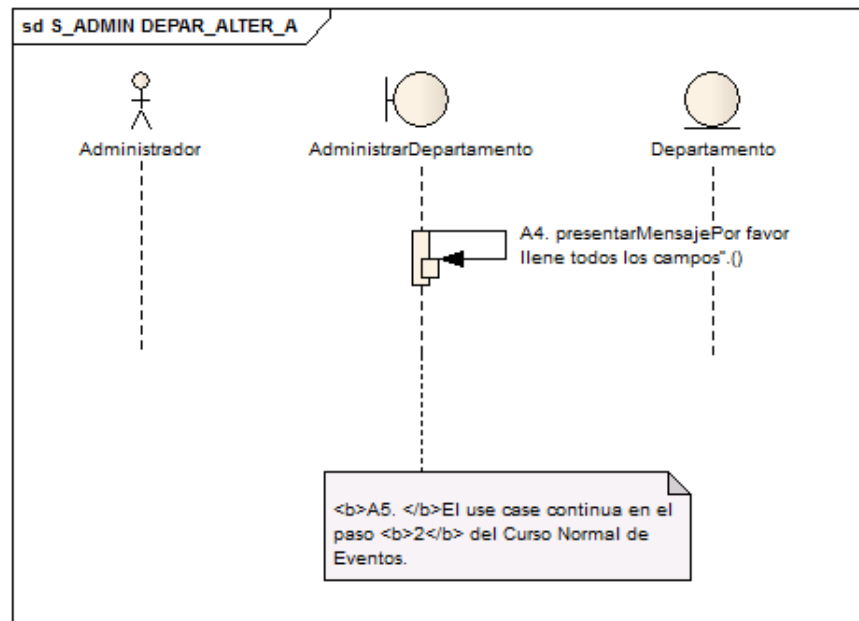 sd S_ADMIN DEPAR_ALTER_A
Administrador
AdministrarDepartamento
Departamento
A4. presentarMensajePor favor
llene todos los campos".()
<b>A5. </b>El use case continua en el
paso <b>2</b> del Curso Normal de
Eventos.